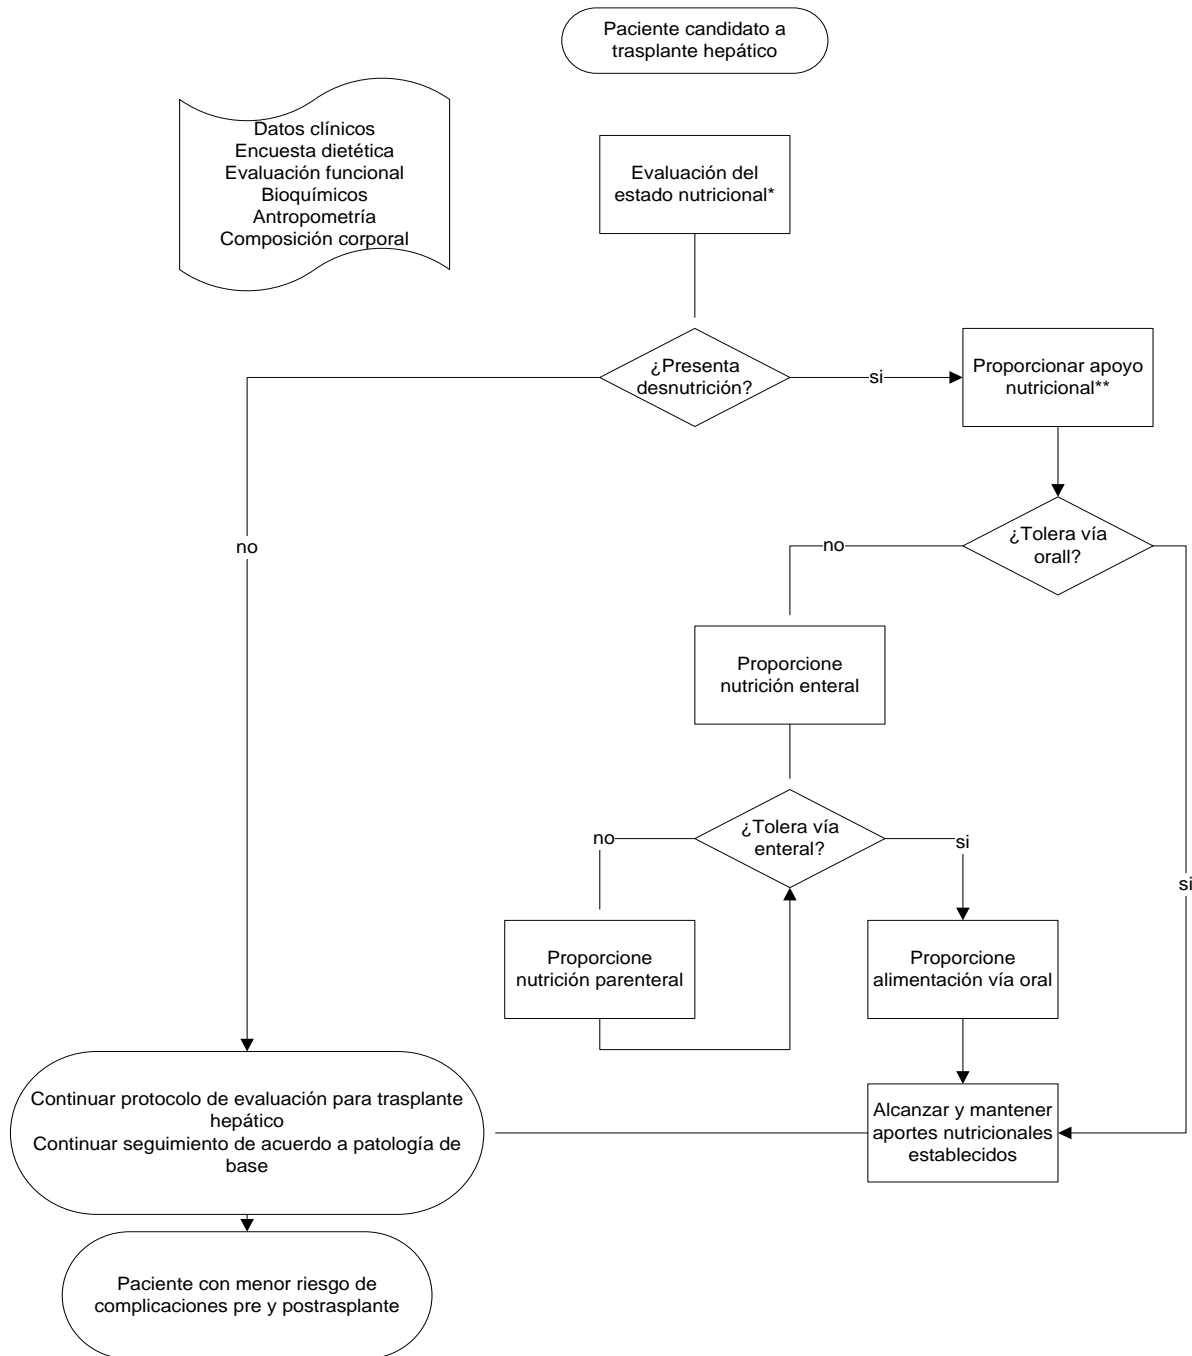 Paciente candidato a
trasplante hepático
Datos clínicos
Encuesta dietética
Evaluación funcional
Bioquímicos
Antropometría
Composición corporal
Evaluación del
estado nutricional*
¿Presenta
desnutrición?
si
Proporcionar apoyo
nutricional**
no
¿Tolera vía
orall?
no
si
Proporcione
nutrición enteral
¿Tolera vía
enteral?
no
si
Proporcione
nutrición parenteral
Proporcione
alimentación vía oral
Alcanzar y mantener
aportes nutricionales
establecidos
Continuar protocolo de evaluación para trasplante
hepático
Continuar seguimiento de acuerdo a patología de
base
Paciente con menor riesgo de
complicaciones pre y postrasplante